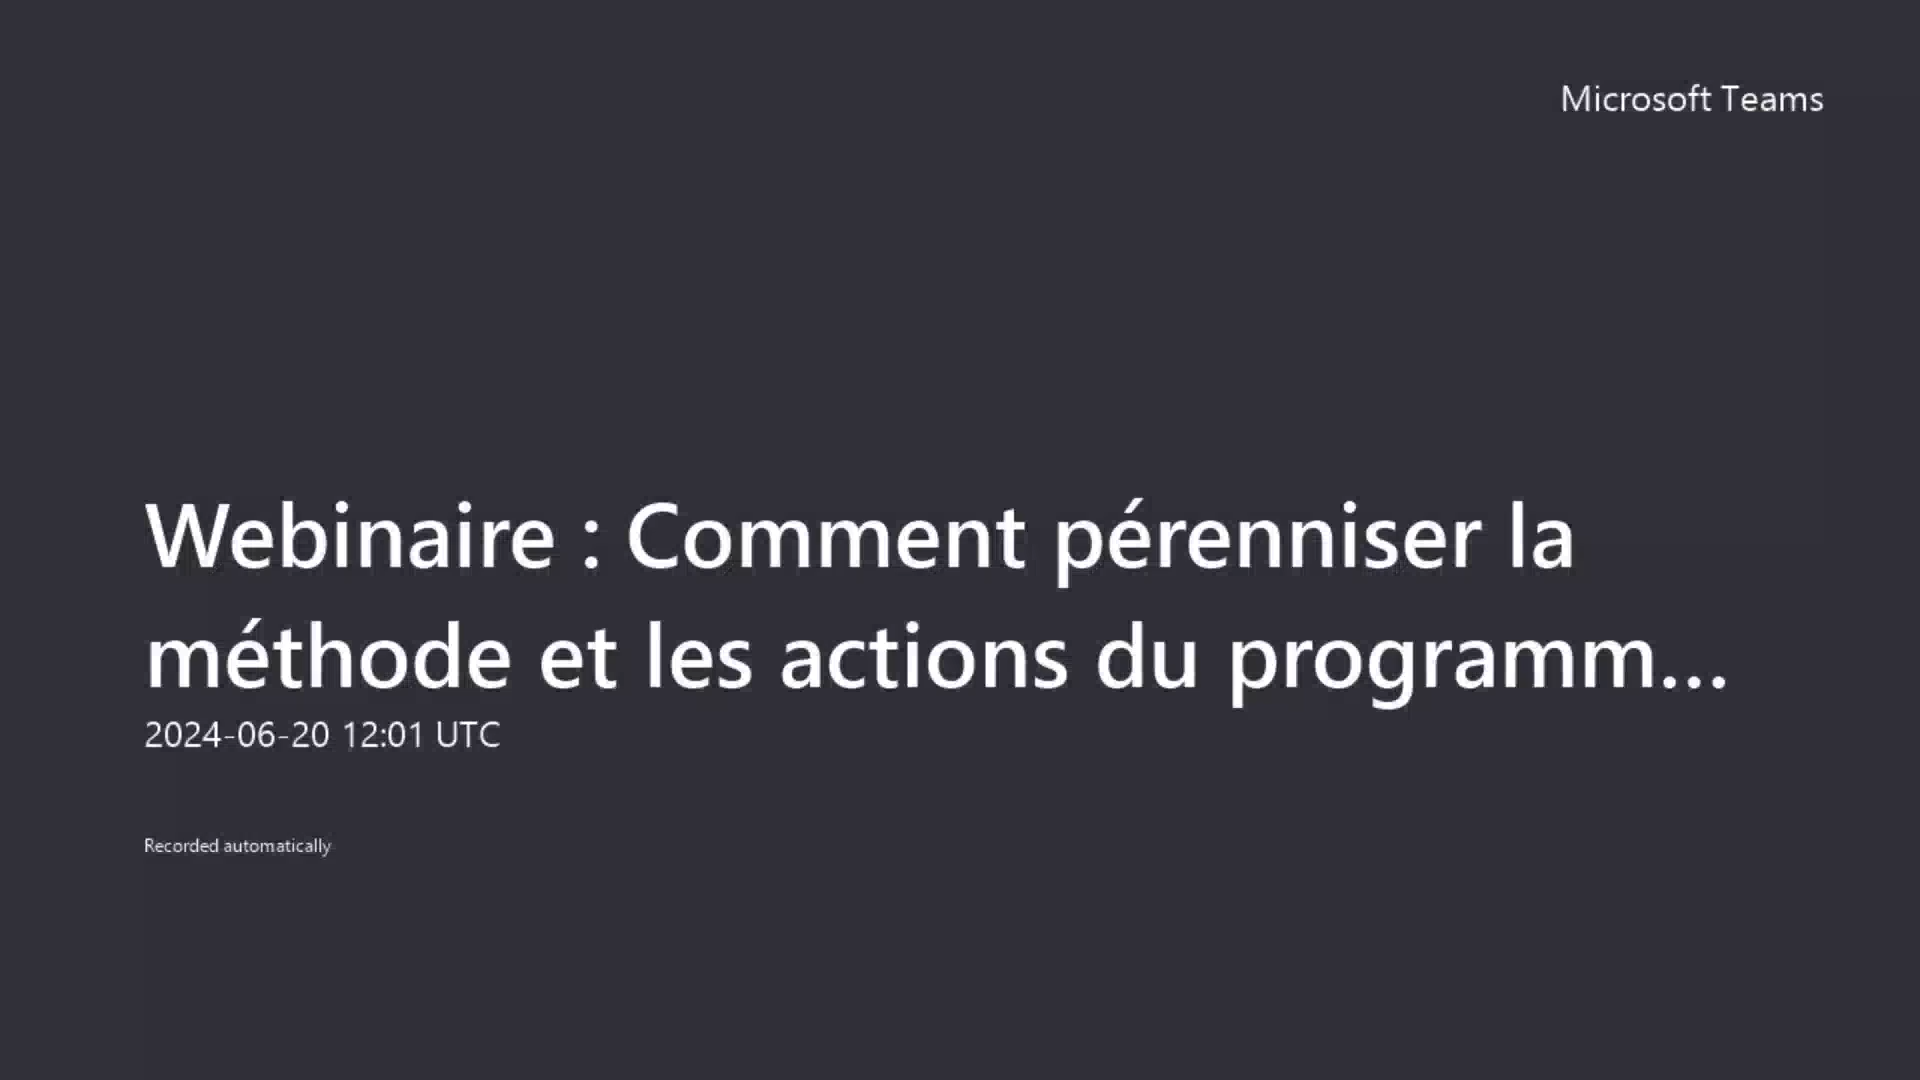 Microsoft Teams
Webinaire : Comment pérenniser la
méthode et les actions du programm...
2024-06-20 12:01 UTC
Recorded automatically